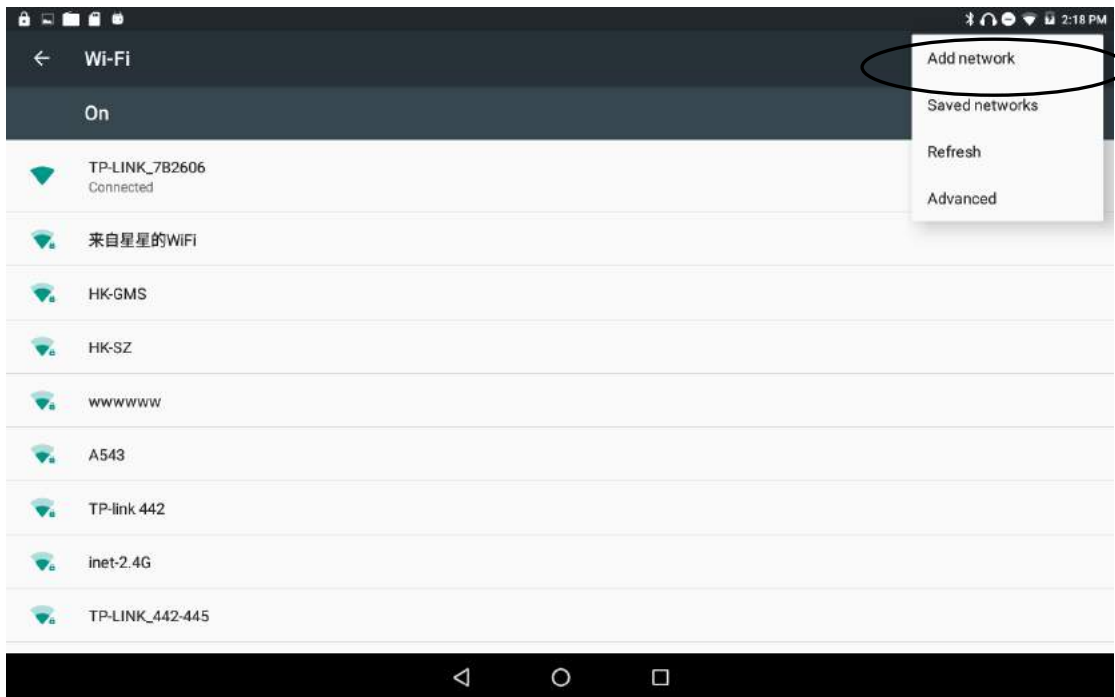 2:18 PM
Wi-Fi
Add network
On
Saved networks
Refresh
Advanced
TP-LINK_7B2606
Connected
来自星星的WiFi
HK-GMS
HK-SZ
wwwwww
A543
TP-link 442
inet-2.4G
TP-LINK_442-445